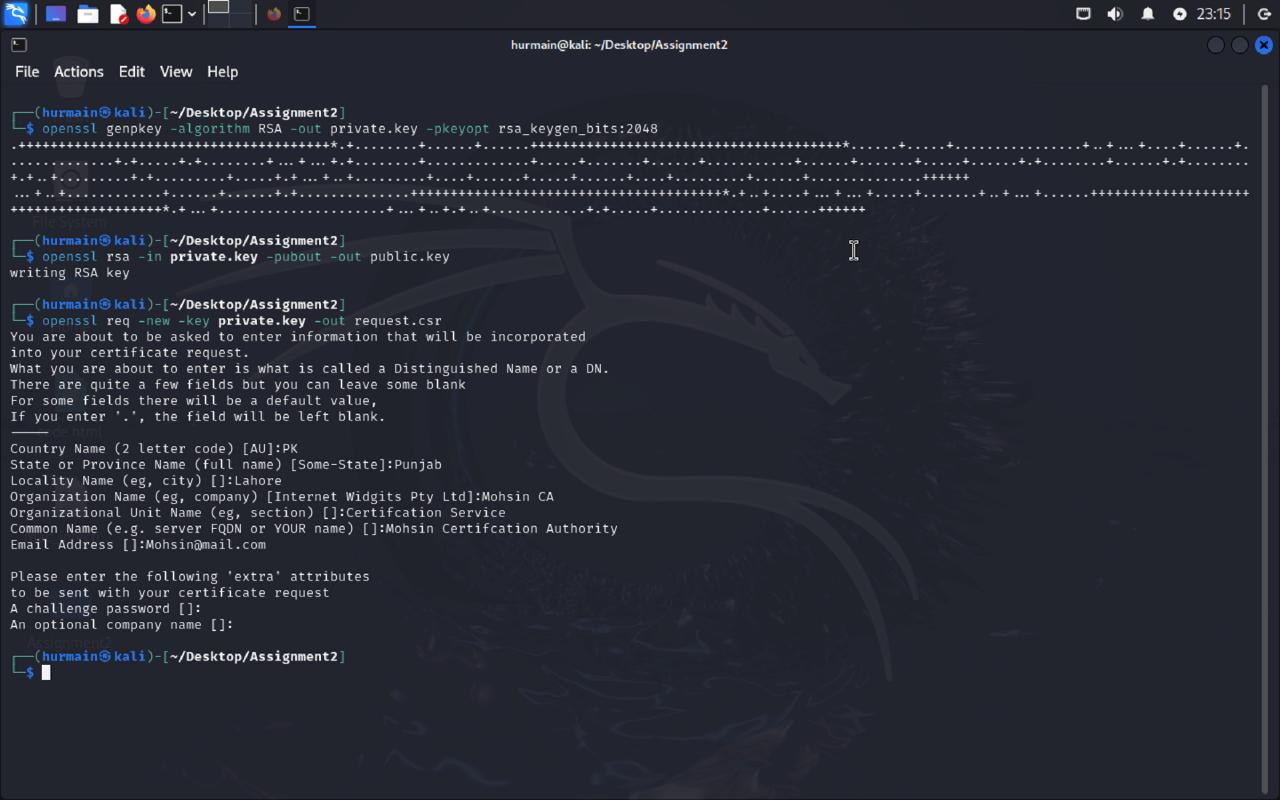 23:15
hurmain@kali: ~/Desktop/Assignment2
File Actions Edit View Help
┌──(hurmain㉿kali)-[~/Desktop/Assignment2]
└─$ openssl genpkey -algorithm RSA -out private.key -pkeyopt rsa_keygen_bits:2048
┌──(hurmain㉿kali)-[~/Desktop/Assignment2]
└─$ openssl rsa -in private.key -pubout -out public.key
writing RSA key
┌──(hurmain㉿kali)-[~/Desktop/Assignment2]
└─$ openssl req -new -key private.key -out request.csr
You are about to be asked to enter information that will be incorporated
into your certificate request.
What you are about to enter is what is called a Distinguished Name or a DN.
There are quite a few fields but you can leave some blank
For some fields there will be a default value,
If you enter '.', the field will be left blank.
-----
Country Name (2 letter code) [AU]:PK
State or Province Name (full name) [Some-State]:Punjab
Locality Name (eg, city) []:Lahore
Organization Name (eg, company) [Internet Widgits Pty Ltd]:Mohsin CA
Organizational Unit Name (eg, section) []:Certifcation Service
Common Name (e.g. server FQDN or YOUR name) []:Mohsin Certifcation Authority
Email Address []:Mohsin@mail.com
Please enter the following 'extra' attributes
to be sent with your certificate request
A challenge password []:
An optional company name []:
┌──(hurmain㉿kali)-[~/Desktop/Assignment2]
└─$
File System
Assignment2